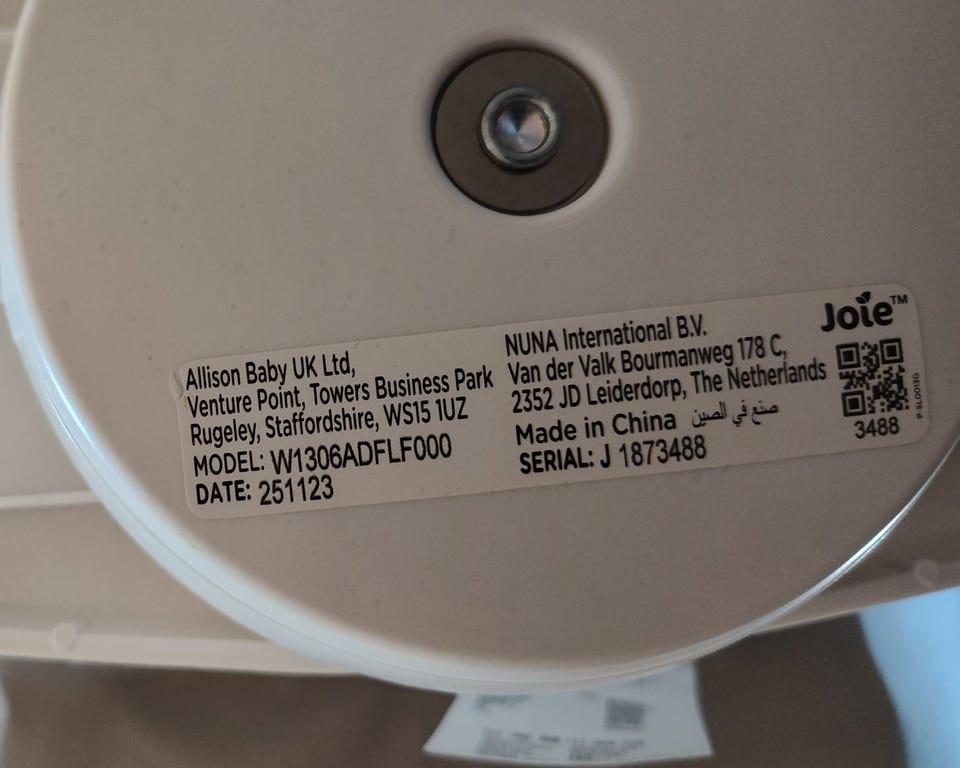 Allison Baby UK Ltd,
Venture Point, Towers Business Park
Rugeley, Staffordshire, WS15 1UZ
MODEL: W1306ADFLF000
DATE: 251123
NUNA International B.V.
Van der Valk Bourmanweg 178 C,
2352 JD Leiderdorp, The Netherlands
Made in China صنع في الصين
SERIAL: J 1873488
Joie™
P-SL0013G
3488